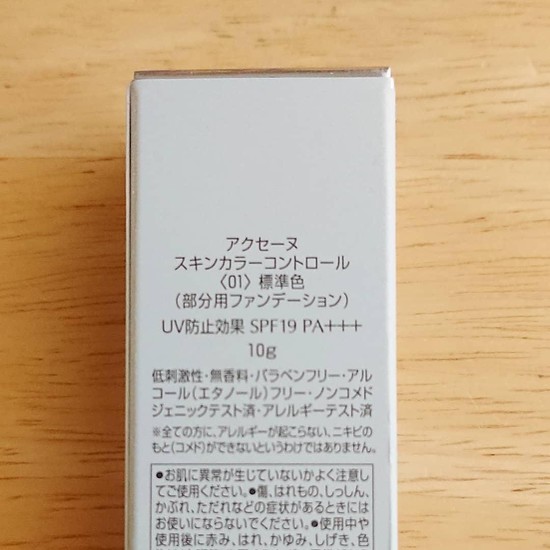 アクセーヌ
スキンカラーコントロール
〈01〉標準色
(部分用ファンデーション)
UV防止効果 SPF19 PA+++
10g
低刺激性・無香料・パラベンフリー・アル
コール(エタノール)フリー・ノンコメド
ジェニックテスト済・アレルギーテスト済
※全ての方に、アレルギーが起こらない、ニキビの
もと(コメド)ができないというわけではありません。
●お肌に異常が生じていないかよく注意し
てご使用ください。●傷、はれもの、しっしん、
かぶれ、ただれなどの症状があるときには
お使いにならないでください。●使用中や
使用後に赤み、はれ、かゆみ、しげき、色